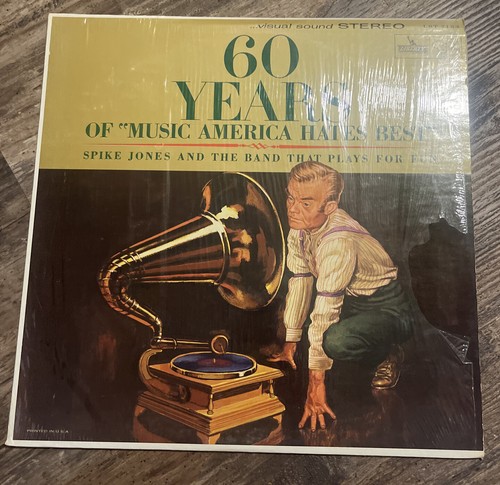 ...visual sound STEREO
60
YEARS
OF “MUSIC AMERICA HATES BEST”
SPIKE JONES AND THE BAND THAT PLAYS FOR FUN